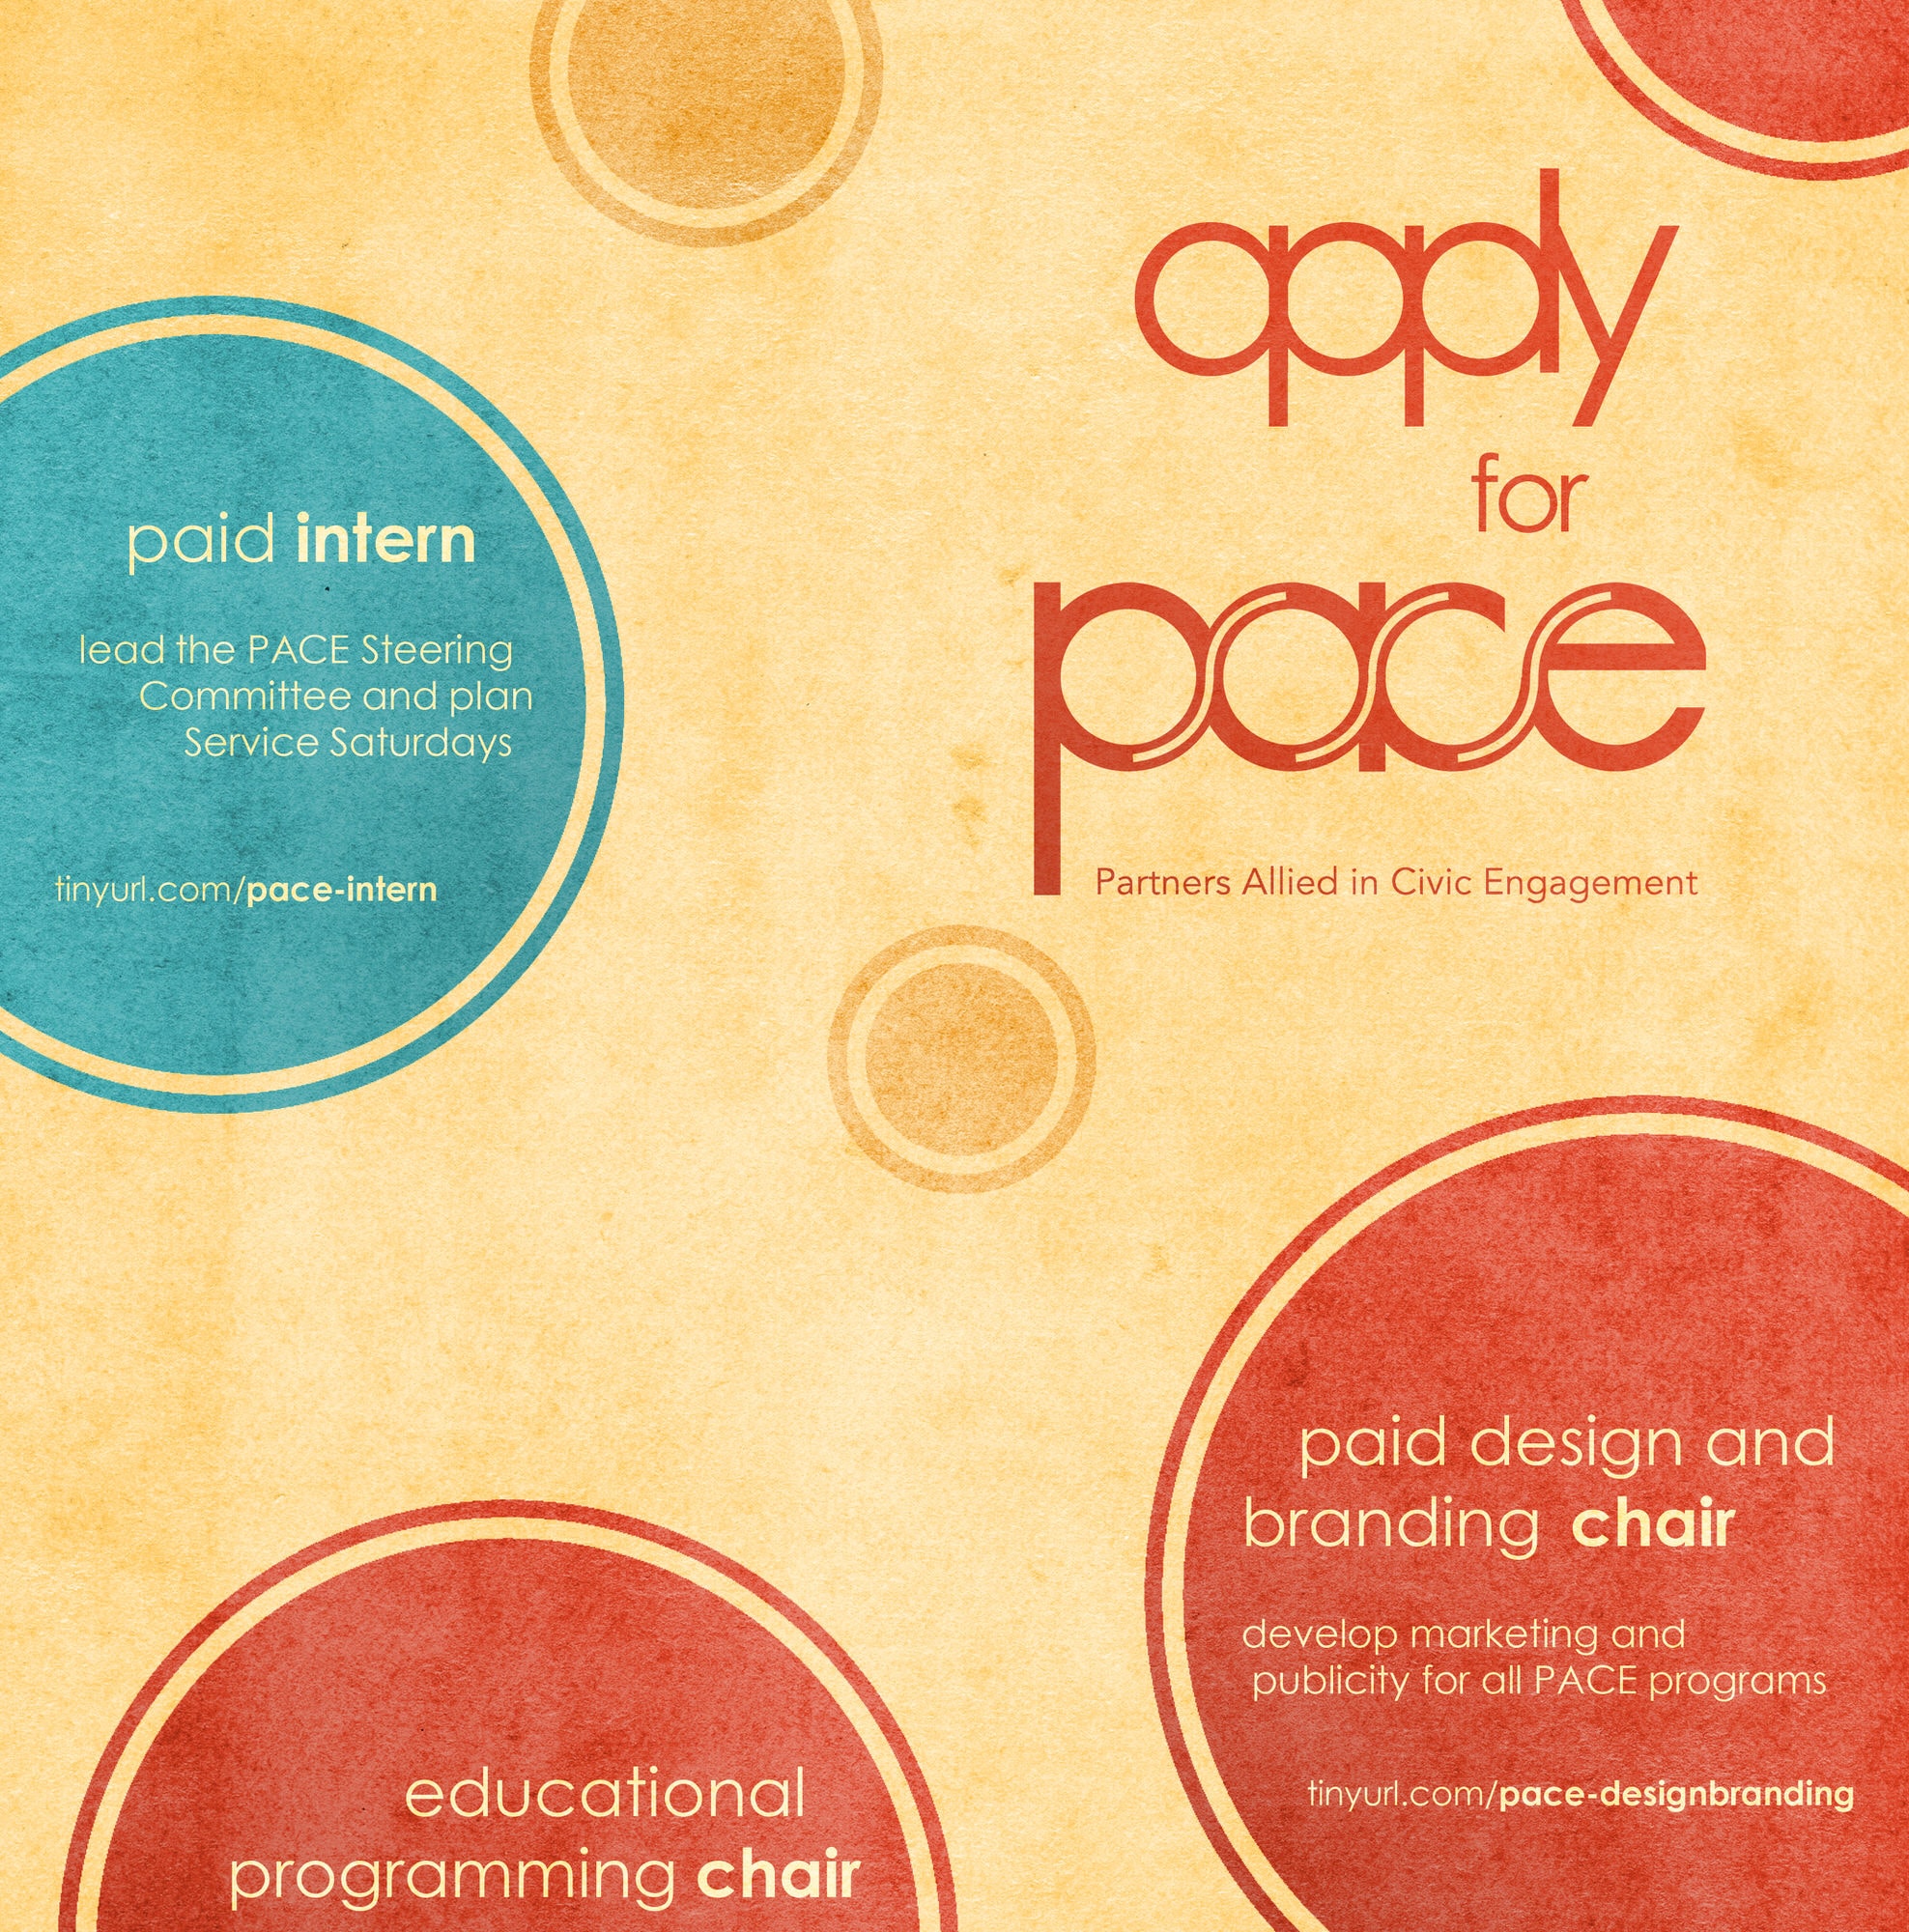 apply
for
pace
Partners Allied in Civic Engagement
paid intern
lead the PACE Steering
Committee and plan
Service Saturdays
tinyurl.com/pace-intern
paid design and
branding chair
develop marketing and
publicity for all PACE programs
tinyurl.com/pace-designbranding
educational
programming chair